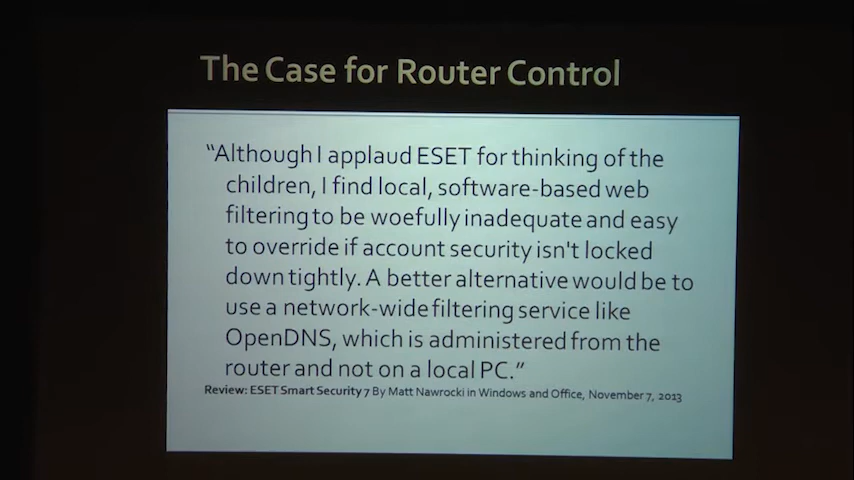 The Case for Router Control
“Although I applaud ESET for thinking of the
children, I find local, software-based web
filtering to be woefully inadequate and easy
to override if account security isn't locked
down tightly. A better alternative would be to
use a network-wide filtering service like
OpenDNS, which is administered from the
router and not on a local PC.”
Review: ESET Smart Security 7 By Matt Nawrocki in Windows and Office, November 7, 2013